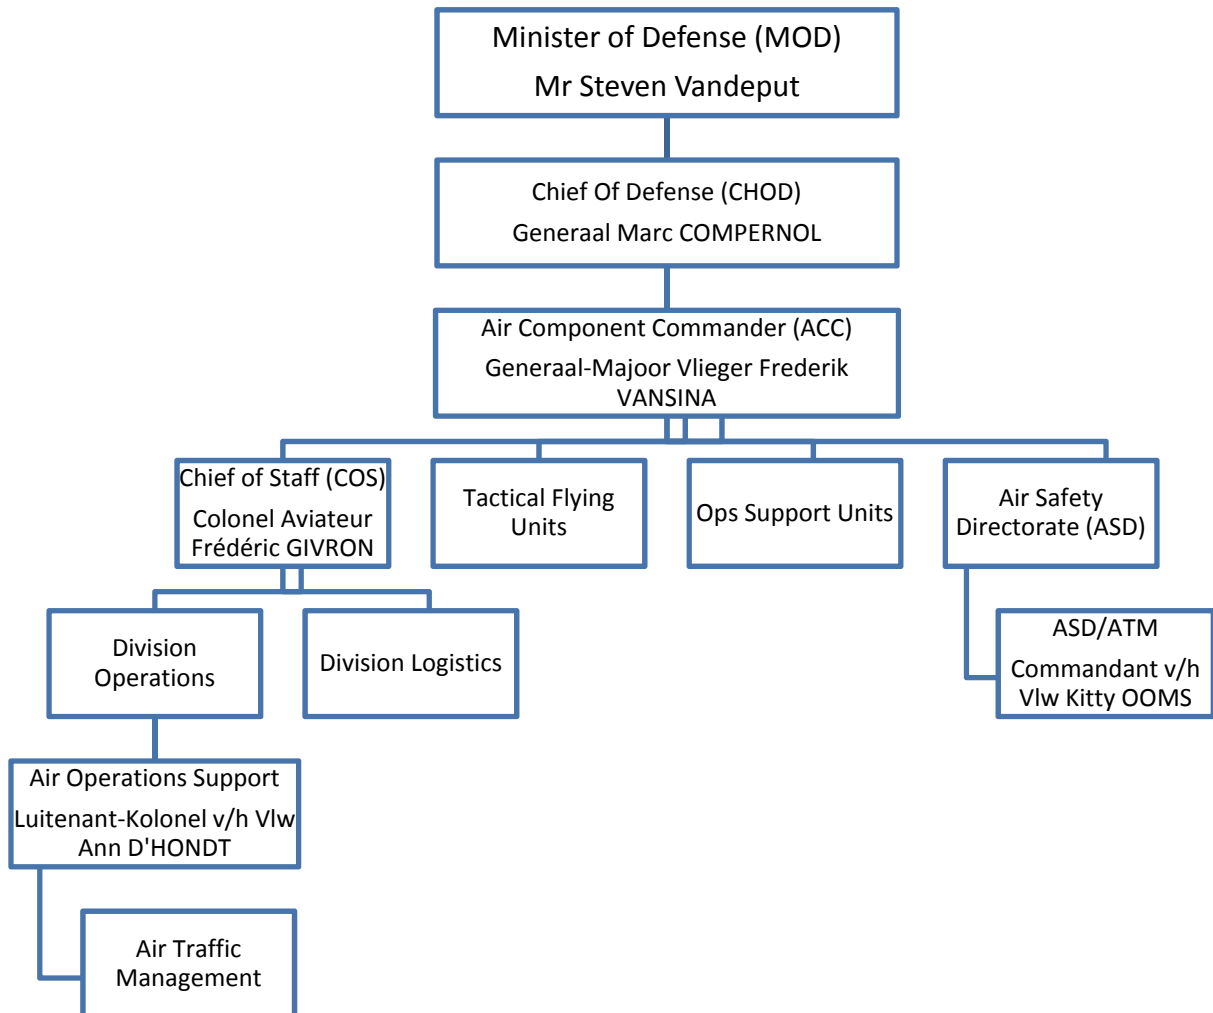 Minister of Defense (MOD)
Mr Steven Vandeput
Chief Of Defense (CHOD)
Generaal Marc COMPERNOL
Air Component Commander (ACC)
Generaal-Majoor Vlieger Frederik
VANSINA
Chief of Staff (COS)
Colonel Aviateur
Frédéric GIVRON
Tactical Flying
Units
Ops Support Units
Air Safety
Directorate (ASD)
Division
Operations
Division Logistics
ASD/ATM
Commandant v/h
Vlw Kitty OOMS
Air Operations Support
Luitenant-Kolonel v/h Vlw
Ann D'HONDT
Air Traffic
Management